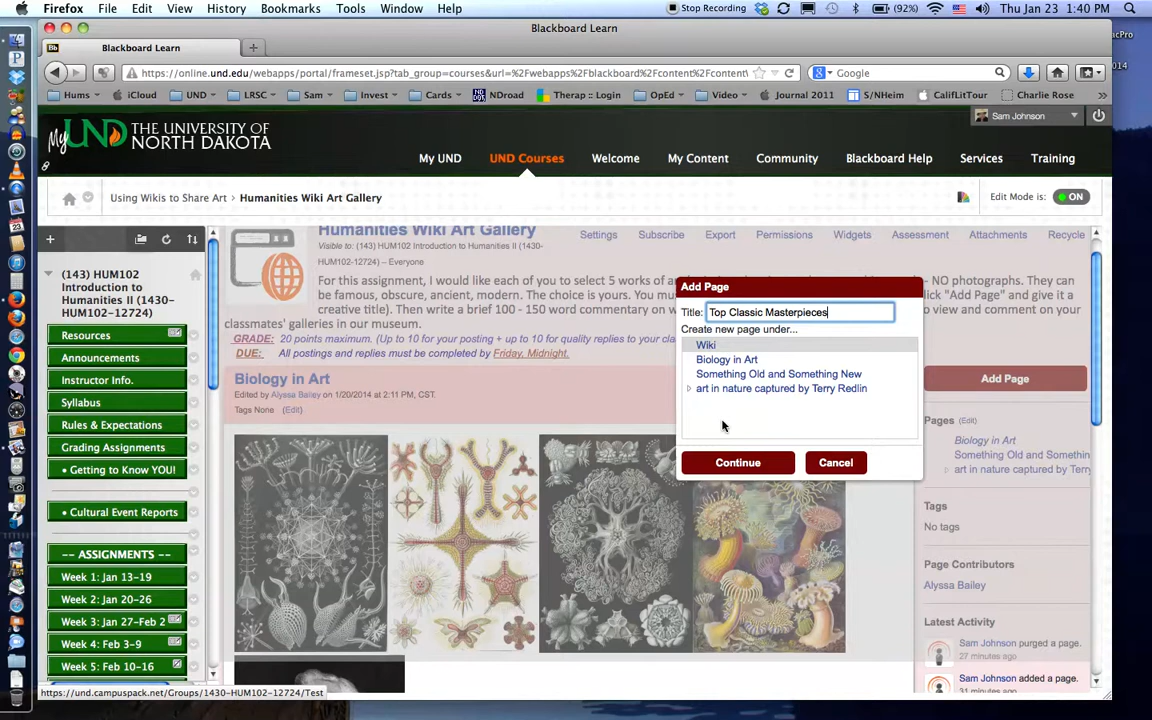 Firefox File Edit View History Bookmarks Tools Window Help Stop Recording (92%) Thu Jan 23 1:40 PM
Blackboard Learn
Blackboard Learn
https://online.und.edu/webapps/portal/frameset.jsp?tab_group=courses&url=%2Fwebapps%2Fblackboard%2Fcontent%2Fcontent\ Google
Hums iCloud UND LRSC Sam Invest Cards NDroad Therap :: Login OpEd Video Journal 2011 S/NHeim CalifLitTour Charlie Rose
MyUND THE UNIVERSITY OF NORTH DAKOTA
Sam Johnson
My UND UND Courses Welcome My Content Community Blackboard Help Services Training
Using Wikis to Share Art > Humanities Wiki Art Gallery Edit Mode is: ON
(143) HUM102
Introduction to
Humanities II (1430-
HUM102-12724)
Resources
Announcements
Instructor Info.
Syllabus
Rules & Expectations
Grading Assignments
• Getting to Know YOU!
• Cultural Event Reports
-- ASSIGNMENTS --
Week 1: Jan 13-19
Week 2: Jan 20-26
Week 3: Jan 27-Feb 2
Week 4: Feb 3-9
Week 5: Feb 10-16
Humanities Wiki Art Gallery
Settings Subscribe Export Permissions Widgets Assessment Attachments Recycle
Visible to: (143) HUM102 Introduction to Humanities II (1430-
HUM102-12724) – Everyone
For this assignment, I would like each of you to select 5 works of - NO photographs. They can
be famous, obscure, ancient, modern. The choice is yours. You mu click "Add Page" and give it a
creative title). Then write a brief 100 - 150 word commentary on to view and comment on your
classmates' galleries in our museum.
GRADE: 20 points maximum. (Up to 10 for your posting + up to 10 for quality replies to your clas
DUE: All postings and replies must be completed by Friday, Midnight.
Biology in Art
Edited by Alyssa Bailey on 1/20/2014 at 2:11 PM, CST.
Tags None (Edit)
Add Page
Title: Top Classic Masterpieces
Create new page under...
Wiki
Biology in Art
Something Old and Something New
art in nature captured by Terry Redlin
Continue Cancel
Add Page
Pages (Edit)
Biology in Art
Something Old and Someth
art in nature captured by Terry
Tags
No tags
Page Contributors
Alyssa Bailey
Latest Activity
Sam Johnson purged a page.
27 minutes ago
Sam Johnson added a page.
31 minutes ago
https://und.campuspack.net/Groups/1430-HUM102-12724/Test